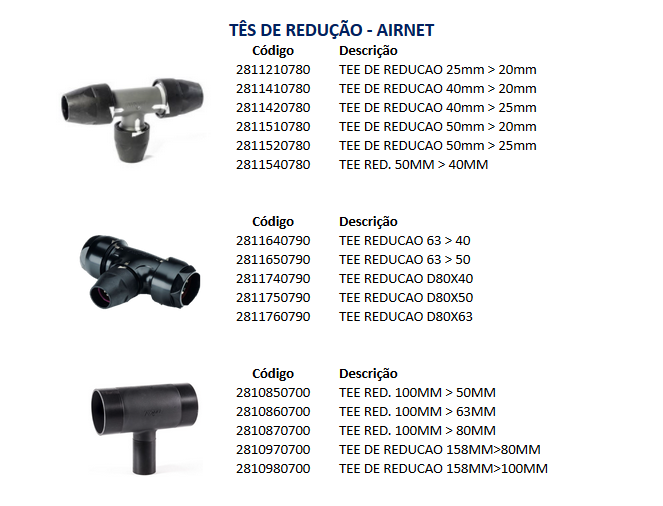 TÊS DE REDUÇÃO - AIRNET
Código Descrição
2811210780 TEE DE REDUCAO 25mm > 20mm
2811410780 TEE DE REDUCAO 40mm > 20mm
2811420780 TEE DE REDUCAO 40mm > 25mm
2811510780 TEE DE REDUCAO 50mm > 20mm
2811520780 TEE DE REDUCAO 50mm > 25mm
2811540780 TEE RED. 50MM > 40MM
Código Descrição
2811640790 TEE REDUCAO 63 > 40
2811650790 TEE REDUCAO 63 > 50
2811740790 TEE REDUCAO D80X40
2811750790 TEE REDUCAO D80X50
2811760790 TEE REDUCAO D80X63
Código Descrição
2810850700 TEE RED. 100MM > 50MM
2810860700 TEE RED. 100MM > 63MM
2810870700 TEE RED. 100MM > 80MM
2810970700 TEE DE REDUCAO 158MM>80MM
2810980700 TEE DE REDUCAO 158MM>100MM